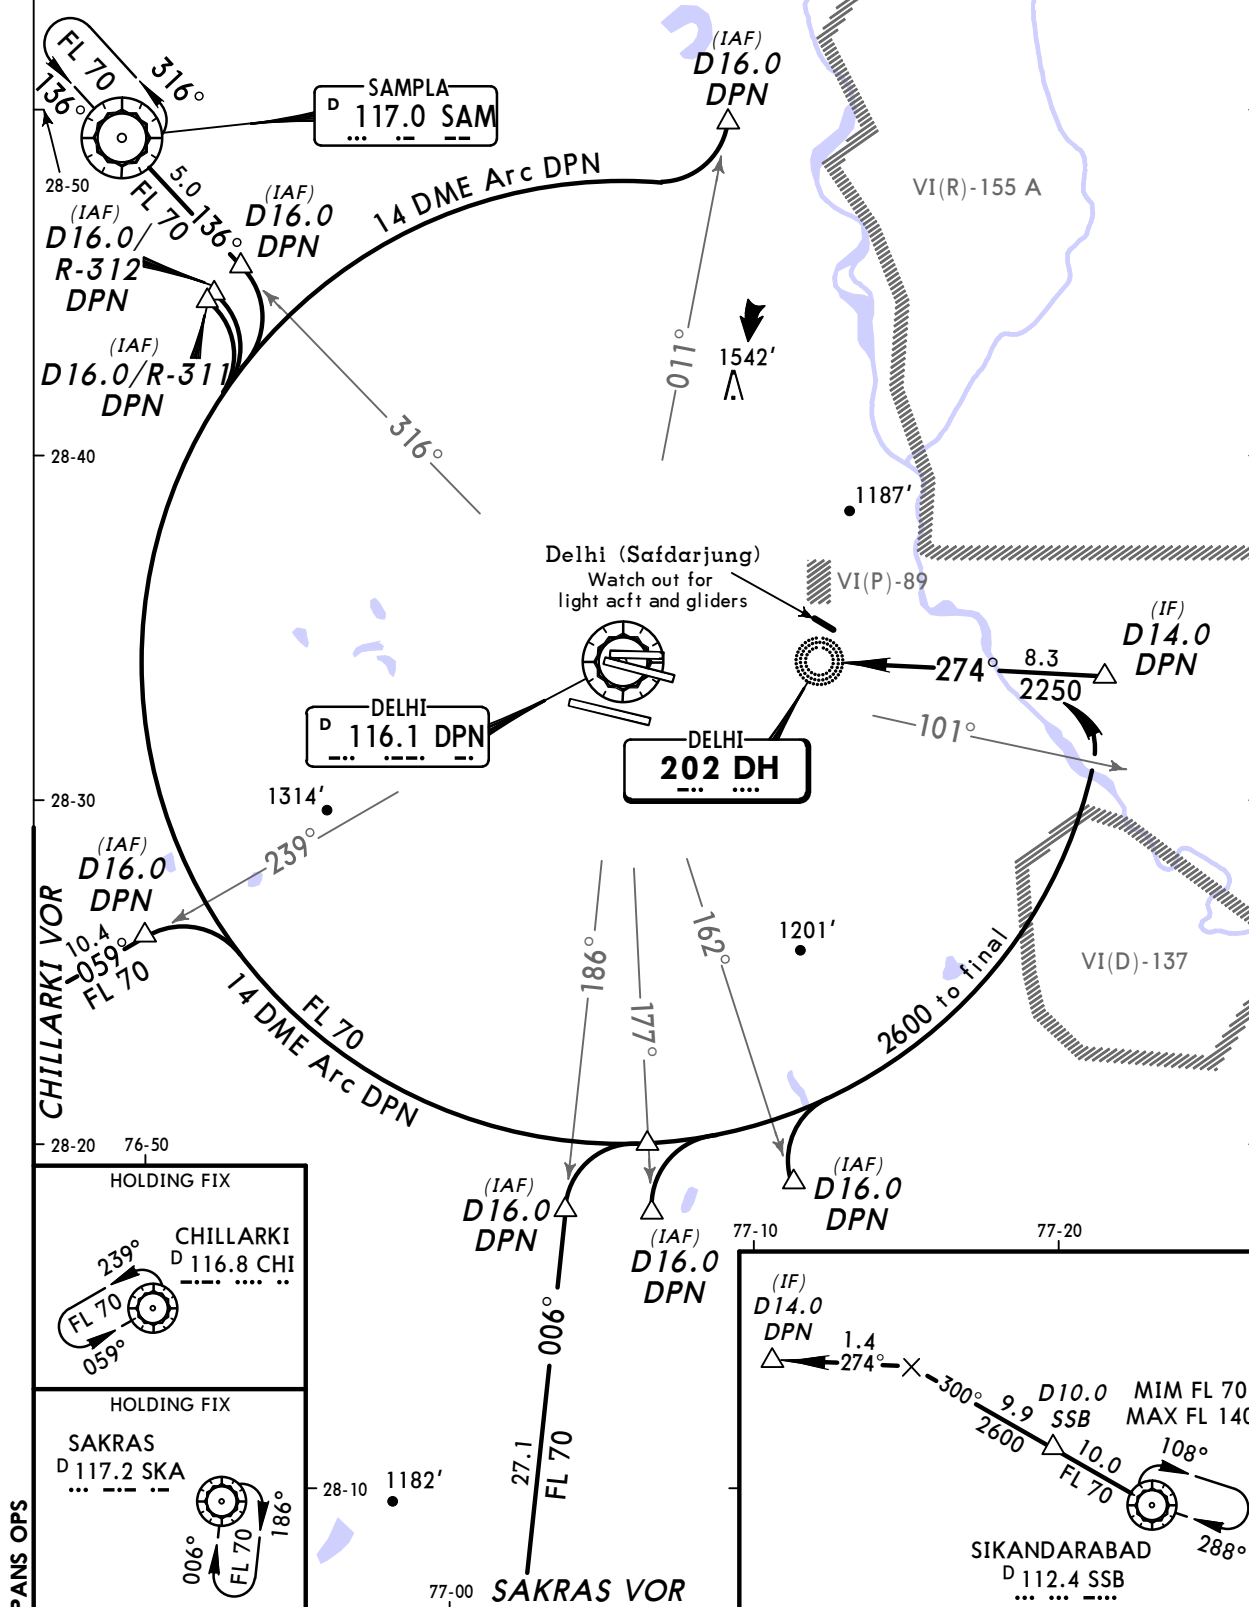 FL 70
136°
316°
SAMPLA
D 117.0 SAM
(IAF)
D16.0
DPN
28-50
5.0
FL 70
136°
(IAF)
D16.0
DPN
(IAF)
D16.0/
R-312
DPN
(IAF)
D16.0/R-311
DPN
14 DME Arc DPN
VI(R)-155 A
011°
1542'
316°
28-40
1187'
Delhi (Safdarjung)
Watch out for
light acft and gliders
VI(P)-89
(IF)
D14.0
DPN
274°
8.3
2250
101°
DELHI
D 116.1 DPN
DELHI
202 DH
28-30
1314'
239°
(IAF)
D16.0
DPN
CHILLARKI VOR
10.4
059°
FL 70
FL 70
14 DME Arc DPN
186°
177°
162°
1201'
2600 to final
VI(D)-137
28-20
76-50
(IAF)
D16.0
DPN
(IAF)
D16.0
DPN
(IAF)
D16.0
DPN
77-10
77-20
HOLDING FIX
CHILLARKI
D 116.8 CHI
239°
FL 70
059°
HOLDING FIX
SAKRAS
D 117.2 SKA
006°
FL 70
186°
006°
27.1
FL 70
28-10
1182'
77-00
SAKRAS VOR
(IF)
D14.0
DPN
1.4
274°
300°
9.9
2600
D10.0
SSB
10.0
FL 70
MIM FL 70
MAX FL 140
108°
288°
SIKANDARABAD
D 112.4 SSB
PANS OPS